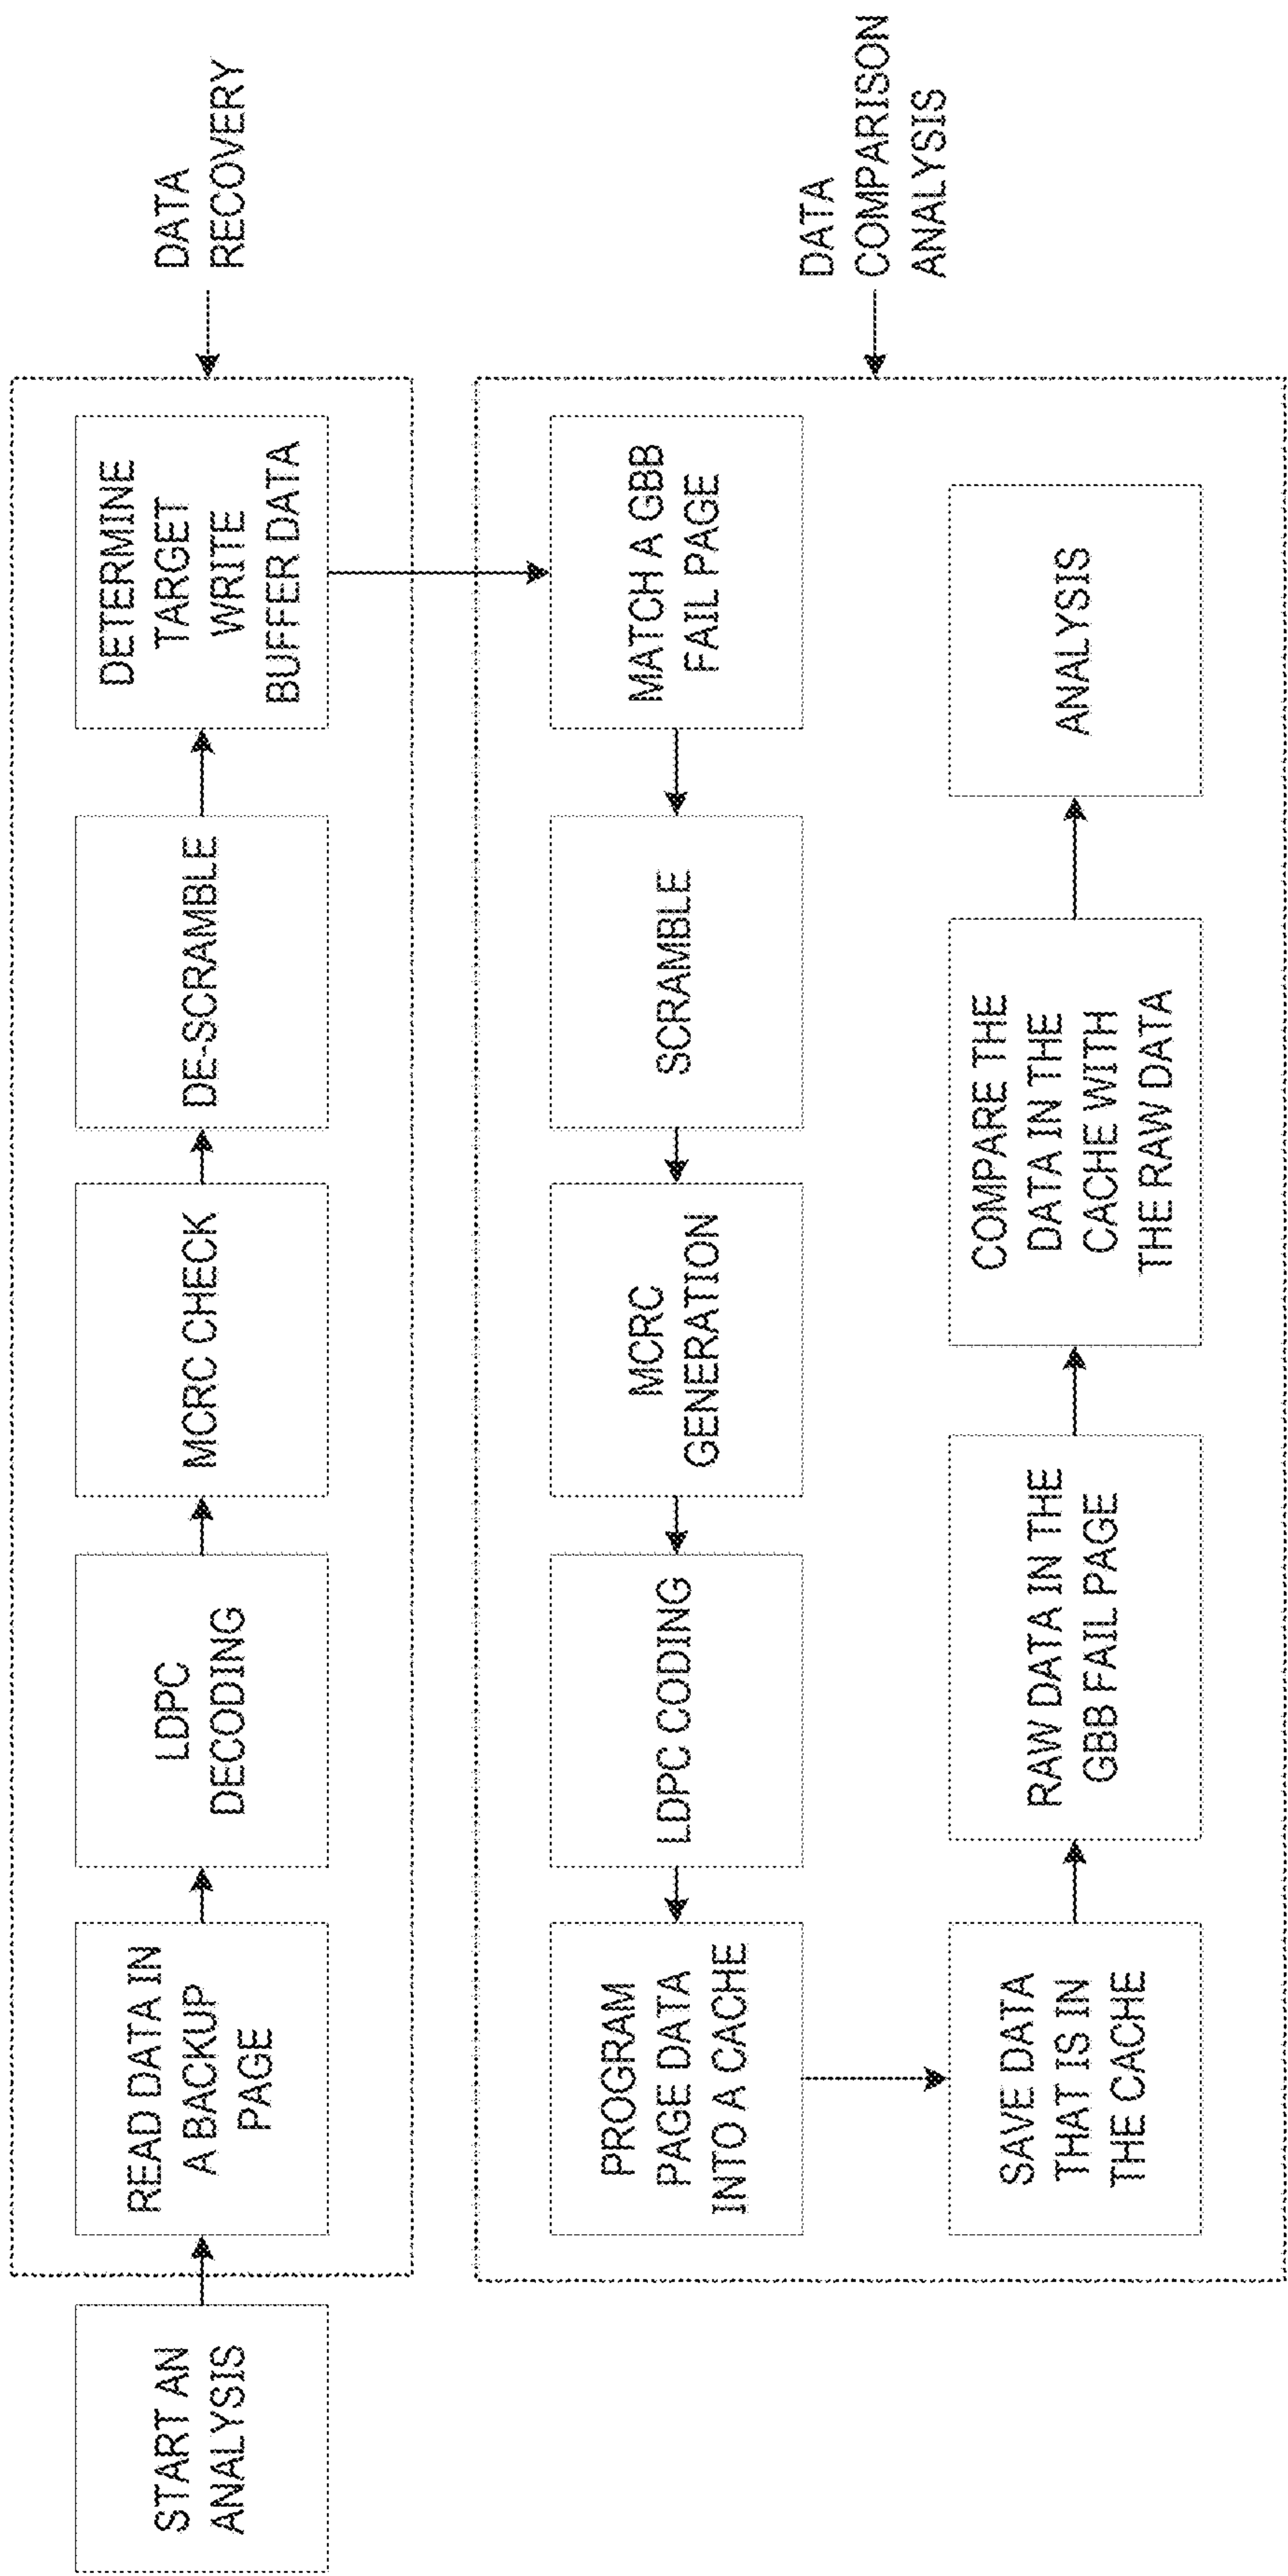 START AN
ANALYSIS
READ DATA IN
A BACKUP
PAGE
LDPC
DECODING
MCRC CHECK
DE-SCRAMBLE
DETERMINE
TARGET
WRITE
BUFFER DATA
DATA
RECOVERY
MATCH A GBB
FAIL PAGE
SCRAMBLE
MCRC
GENERATION
LDPC CODING
PROGRAM
PAGE DATA
INTO A CACHE
SAVE DATA
THAT IS IN
THE CACHE
RAW DATA IN THE
GBB FAIL PAGE
COMPARE THE
DATA IN THE
CACHE WITH
THE RAW DATA
ANALYSIS
DATA
COMPARISON
ANALYSIS